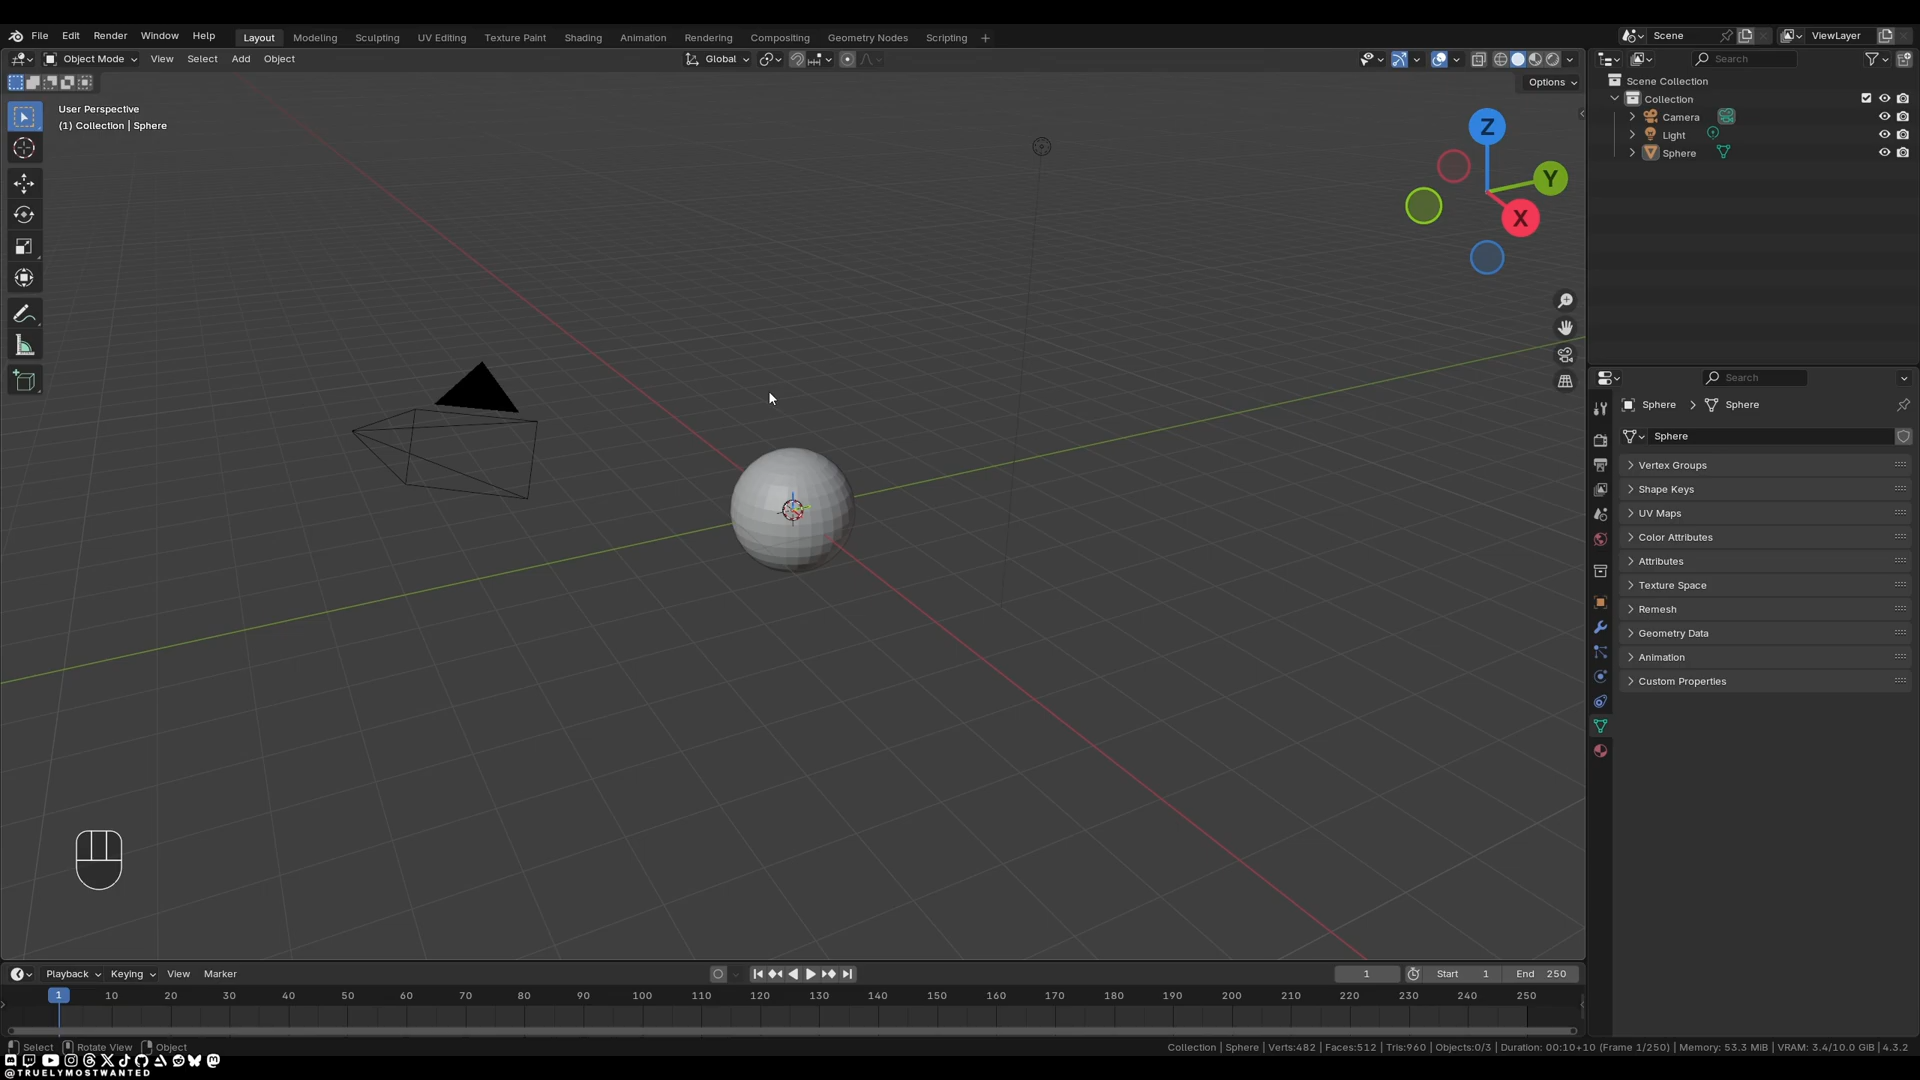 File Edit Render Window Help Layout Modeling Sculpting UV Editing Texture Paint Shading Animation Rendering Compositing Geometry Nodes Scripting + Scene ViewLayer
Object Mode View Select Add Object Global Search
Options
User Perspective
(1) Collection | Sphere
Z
Y
X
Scene Collection
Collection
Camera
Light
Sphere
Search
Sphere > Sphere
Sphere
Vertex Groups
Shape Keys
UV Maps
Color Attributes
Attributes
Texture Space
Remesh
Geometry Data
Animation
Custom Properties
Playback Keying View Marker 1 Start 1 End 250
1 10 20 30 40 50 60 70 80 90 100 110 120 130 140 150 160 170 180 190 200 210 220 230 240 250
Select Rotate View Object Collection | Sphere | Verts:482 | Faces:512 | Tris:960 | Objects:0/3 | Duration: 00:10+10 (Frame 1/250) | Memory: 53.3 MiB | VRAM: 3.4/10.0 GiB | 4.3.2
@TRUELYMOSTWANTED